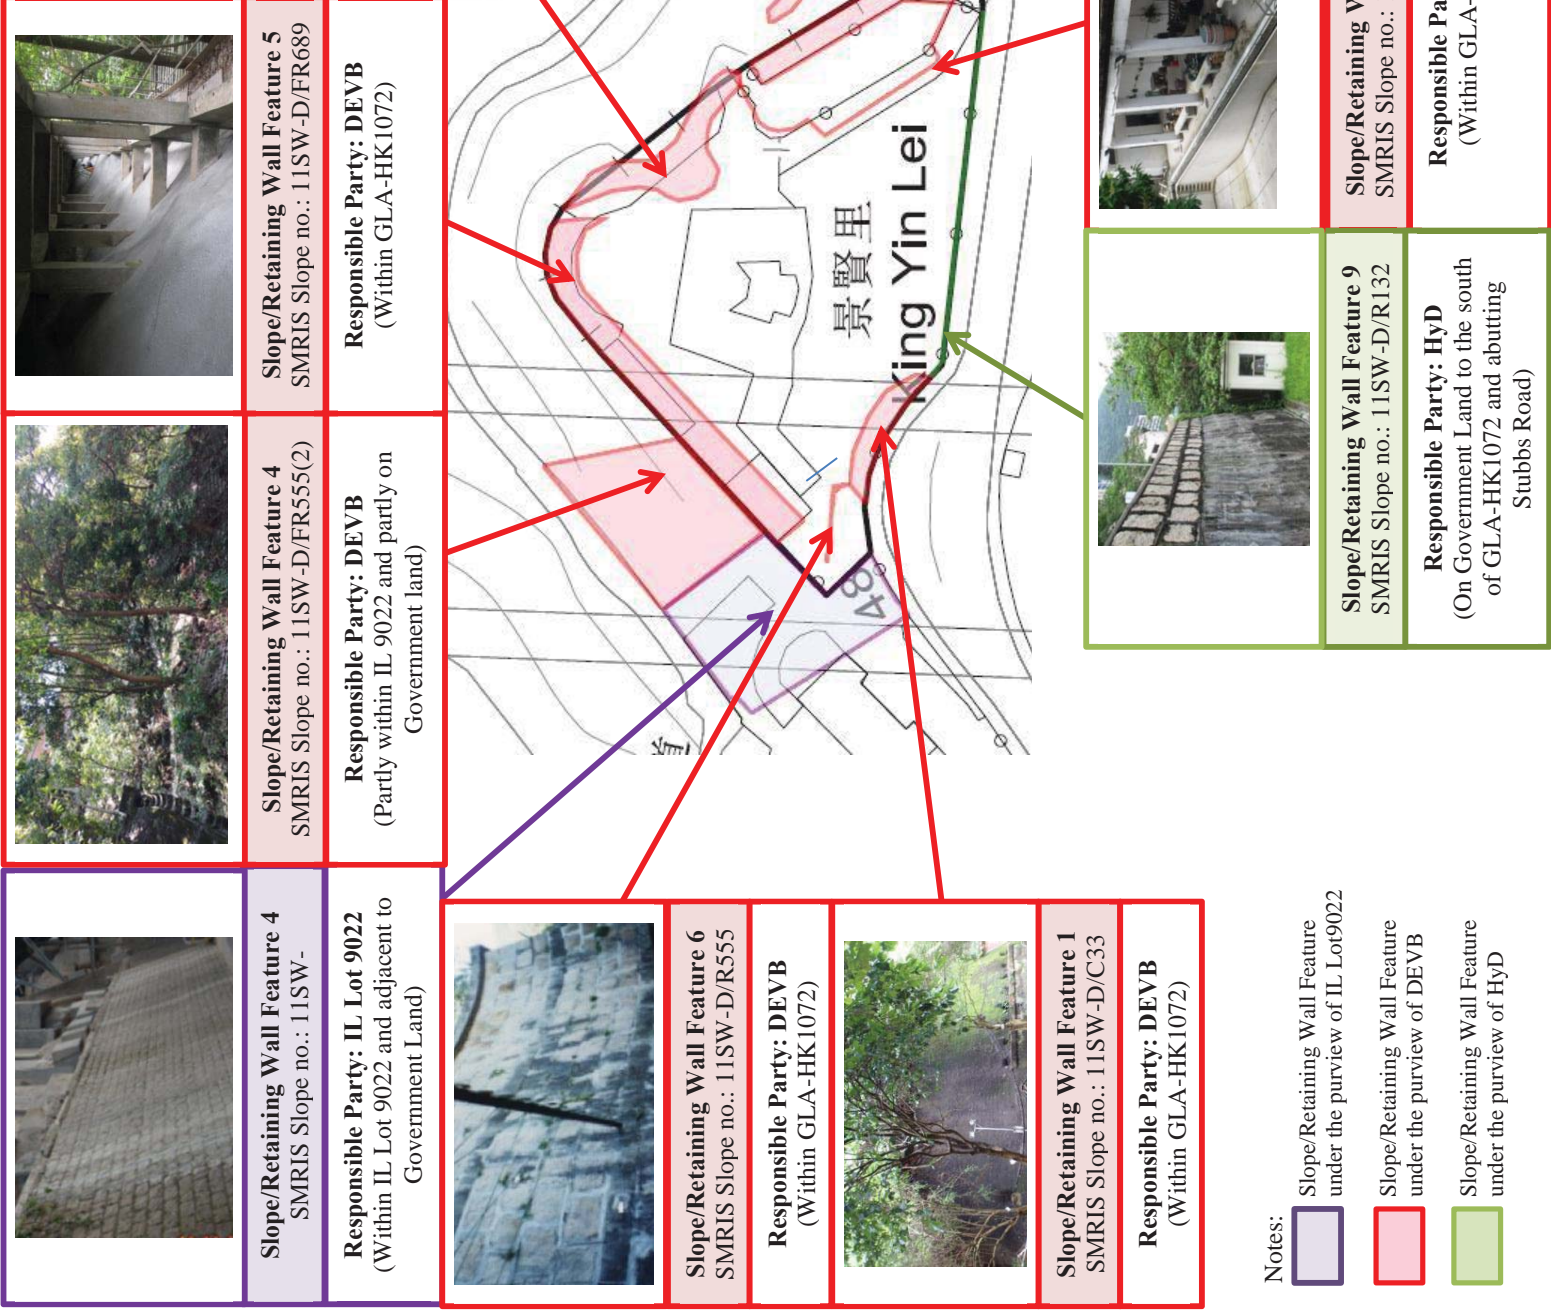 Slope/Retaining Wall Feature 4
SMRIS Slope no.: 11SW-
Responsible Party: IL Lot 9022
(Within IL Lot 9022 and adjacent to
Government Land)
Slope/Retaining Wall Feature 4
SMRIS Slope no.: 11SW-D/FR555(2)
Responsible Party: DEVB
(Partly within IL 9022 and partly on
Government land)
Slope/Retaining Wall Feature 5
SMRIS Slope no.: 11SW-D/FR689
Responsible Party: DEVB
(Within GLA-HK1072)
Slope/Retaining Wall Feature 6
SMRIS Slope no.: 11SW-D/R555
Responsible Party: DEVB
(Within GLA-HK1072)
Slope/Retaining Wall Feature 1
SMRIS Slope no.: 11SW-D/C33
Responsible Party: DEVB
(Within GLA-HK1072)
48
景賢里
King Yin Lei
Slope/Retaining Wall Feature 9
SMRIS Slope no.: 11SW-D/R132
Responsible Party: HyD
(On Government Land to the south
of GLA-HK1072 and abutting
Stubbs Road)
Slope/Retaining
SMRIS Slope no.:
Responsible
(Within GLA-
Notes:
Slope/Retaining Wall Feature
under the purview of IL Lot9022
Slope/Retaining Wall Feature
under the purview of DEVB
Slope/Retaining Wall Feature
under the purview of HyD